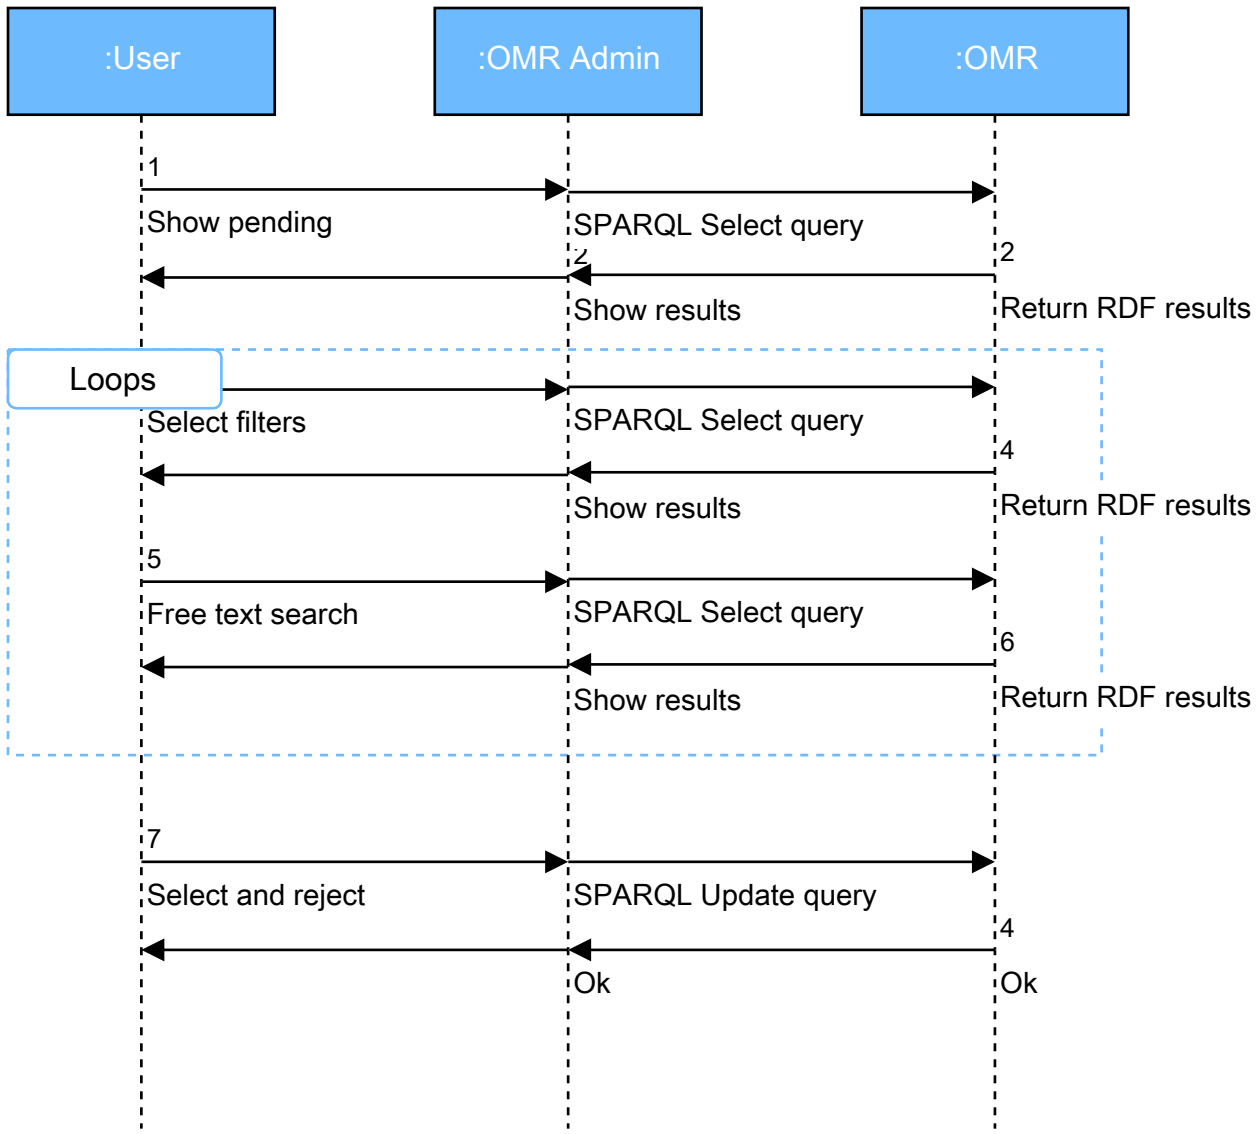 :User
:OMR Admin
:OMR
1
Show pending
SPARQL Select query
2
2
Show results
Return RDF results
Loops
Select filters
SPARQL Select query
4
Show results
Return RDF results
5
Free text search
SPARQL Select query
6
Show results
Return RDF results
7
Select and reject
SPARQL Update query
4
Ok
Ok